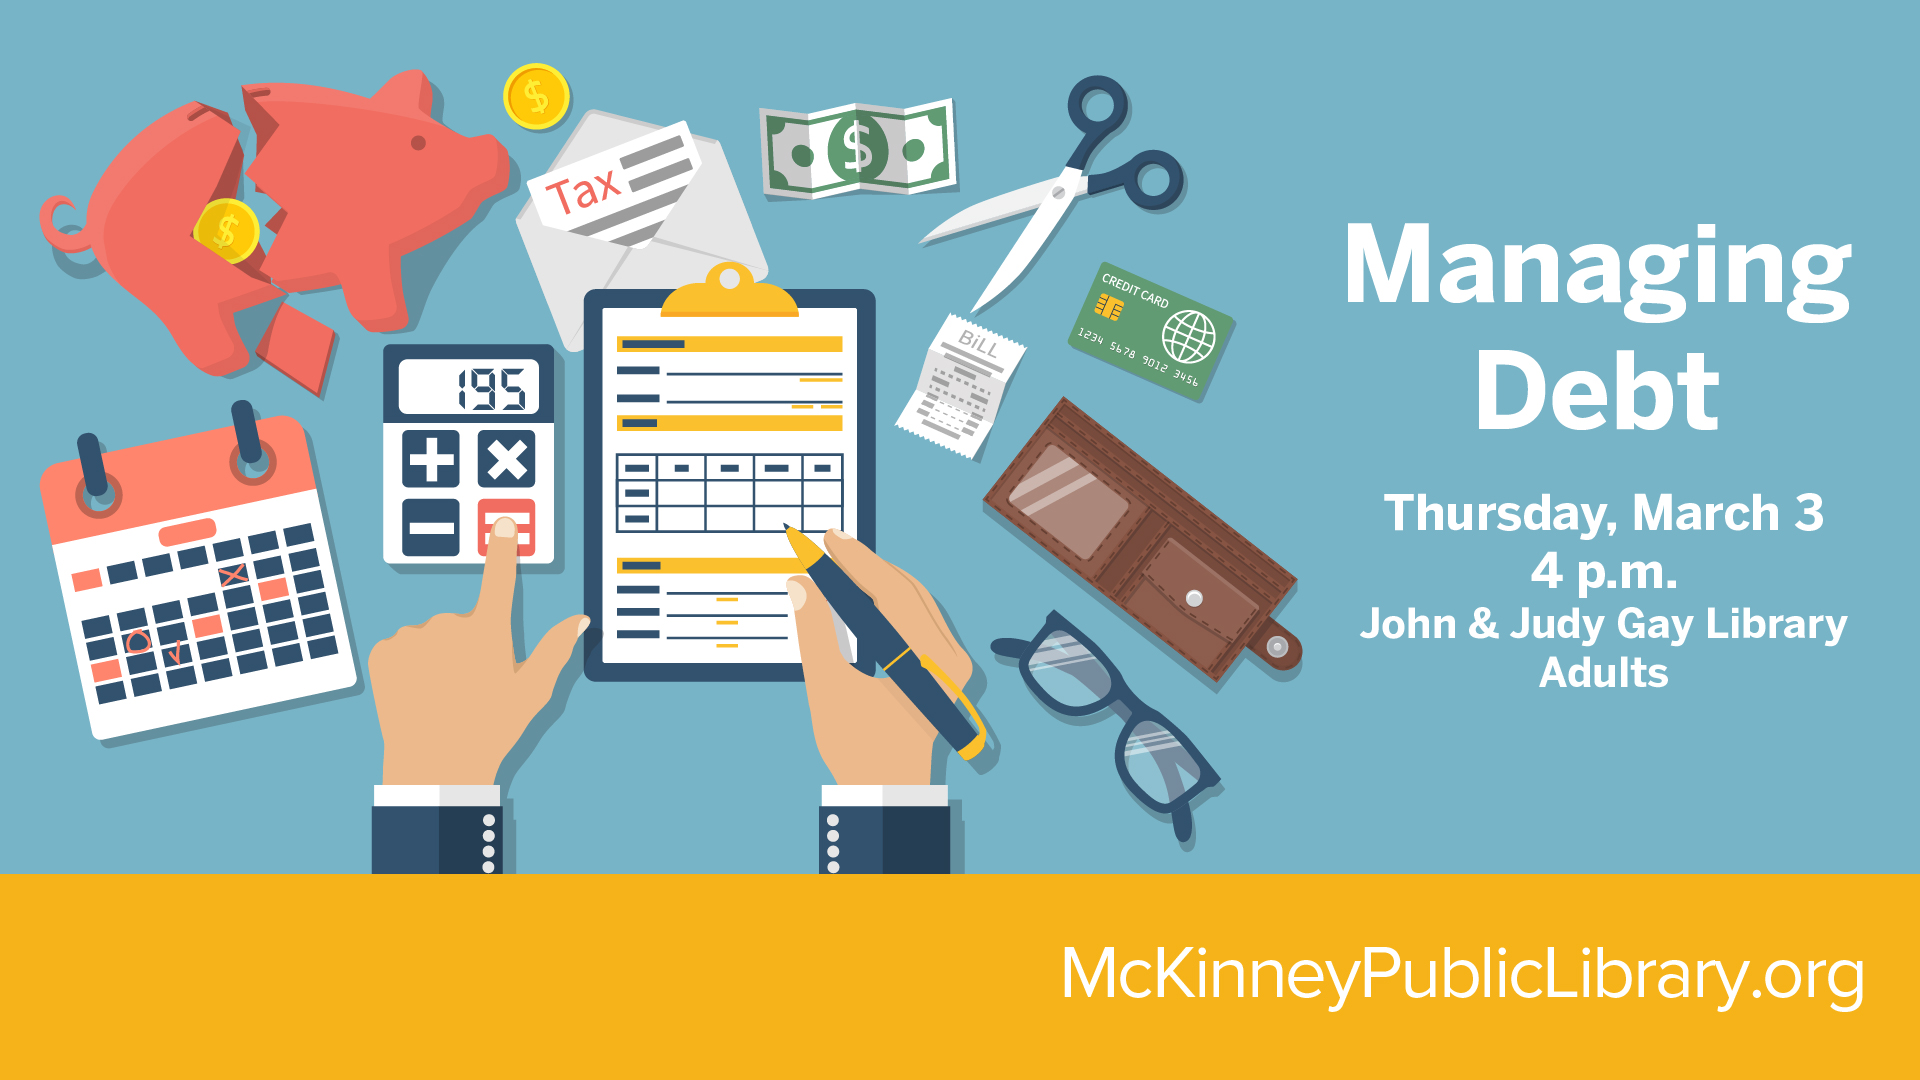 $
$
Tax
$
195
+ ×
− =
BiLL
CREDIT CARD
1234 5678 9012 3456
Managing
Debt
Thursday, March 3
4 p.m.
John & Judy Gay Library
Adults
McKinneyPublicLibrary.org